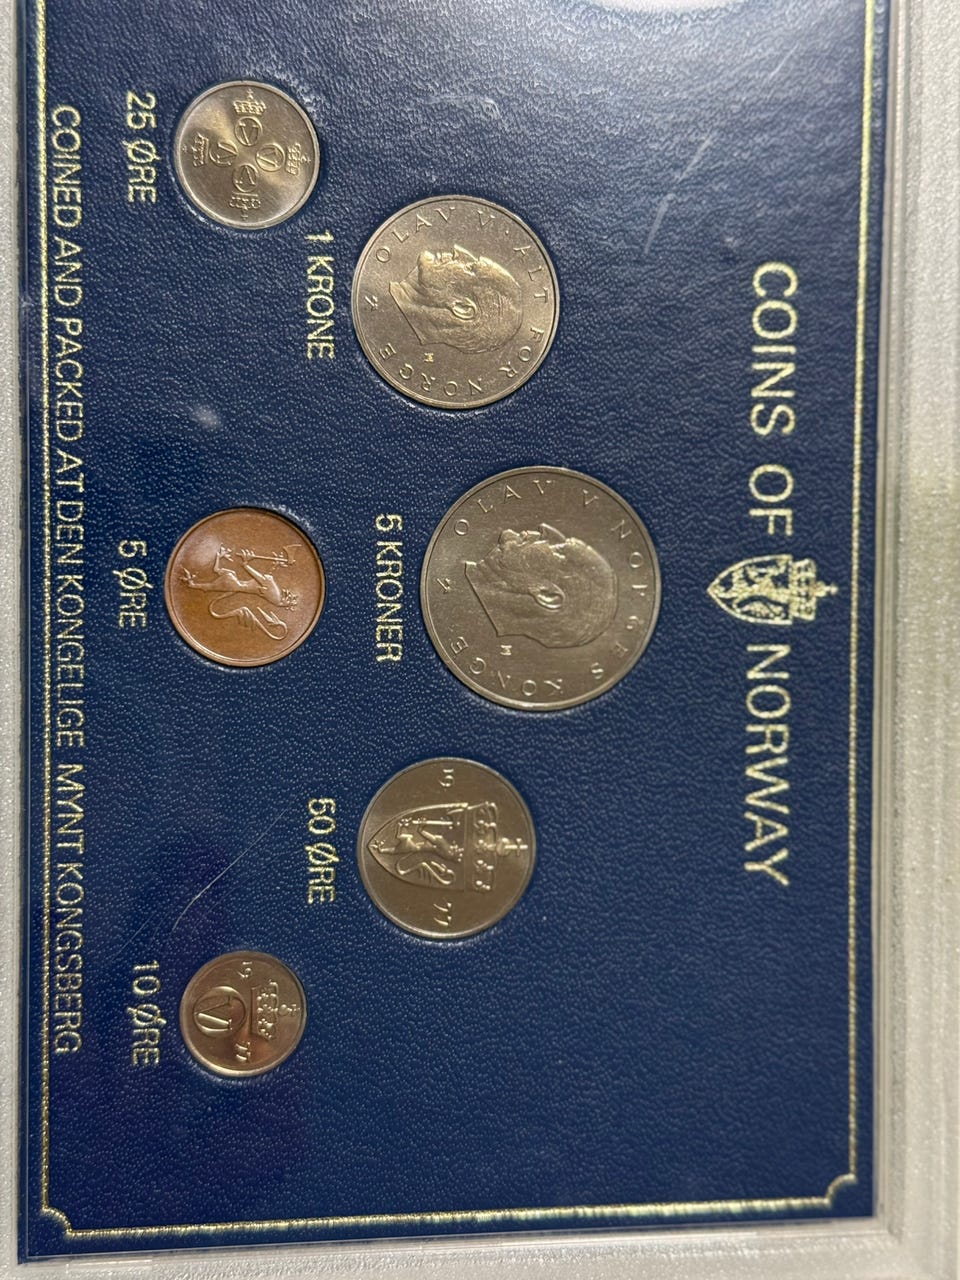 COINS OF NORWAY
OLAV V · ALT FOR NORGE
1 KRONE
OLAV V NORGES KONGE
5 KRONER
50 ØRE
25 ØRE
5 ØRE
10 ØRE
COINED AND PACKED AT DEN KONGELIGE MYNT KONGSBERG